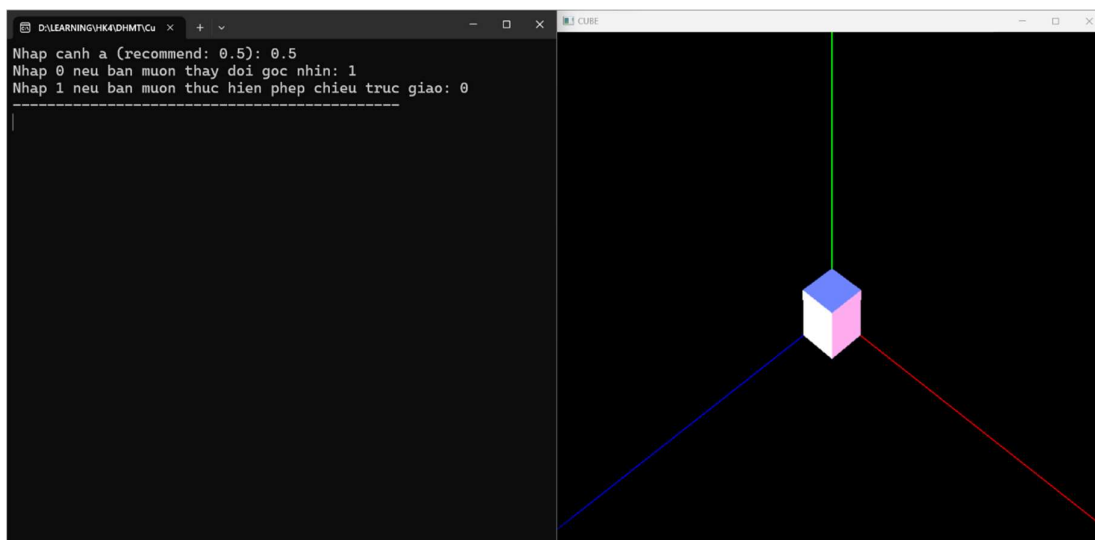 D:\LEARNING\HK4\DHMT\Cu
CUBE
Nhap canh a (recommend: 0.5): 0.5
Nhap 0 neu ban muon thay doi goc nhin: 1
Nhap 1 neu ban muon thuc hien phep chieu truc giao: 0
---------------------------------------------